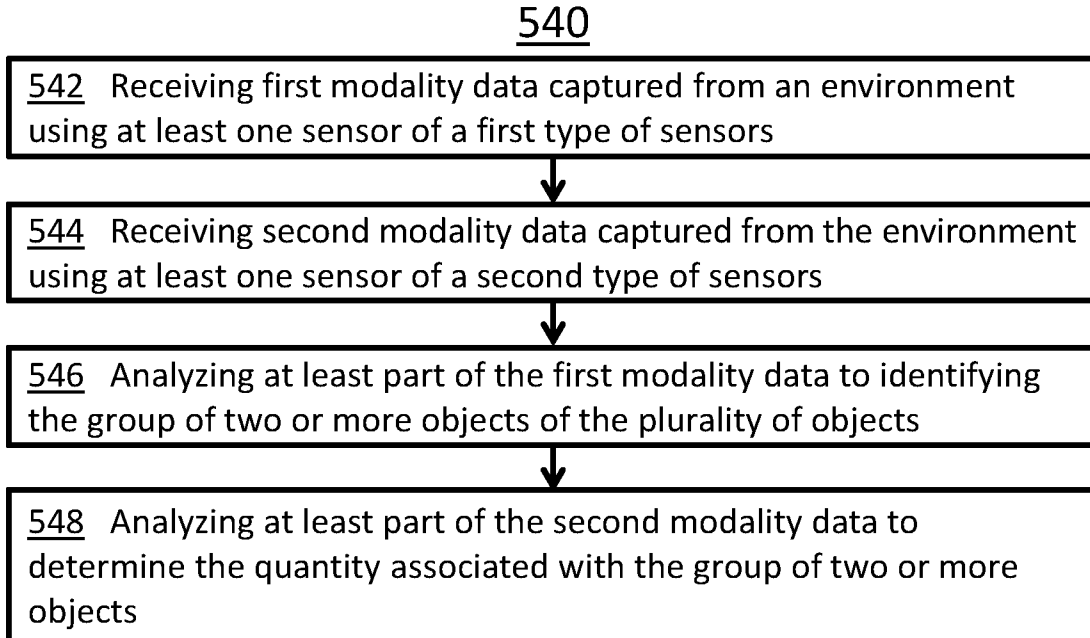 540
542 Receiving first modality data captured from an environment
using at least one sensor of a first type of sensors
544 Receiving second modality data captured from the environment
using at least one sensor of a second type of sensors
546 Analyzing at least part of the first modality data to identifying
the group of two or more objects of the plurality of objects
548 Analyzing at least part of the second modality data to
determine the quantity associated with the group of two or more
objects